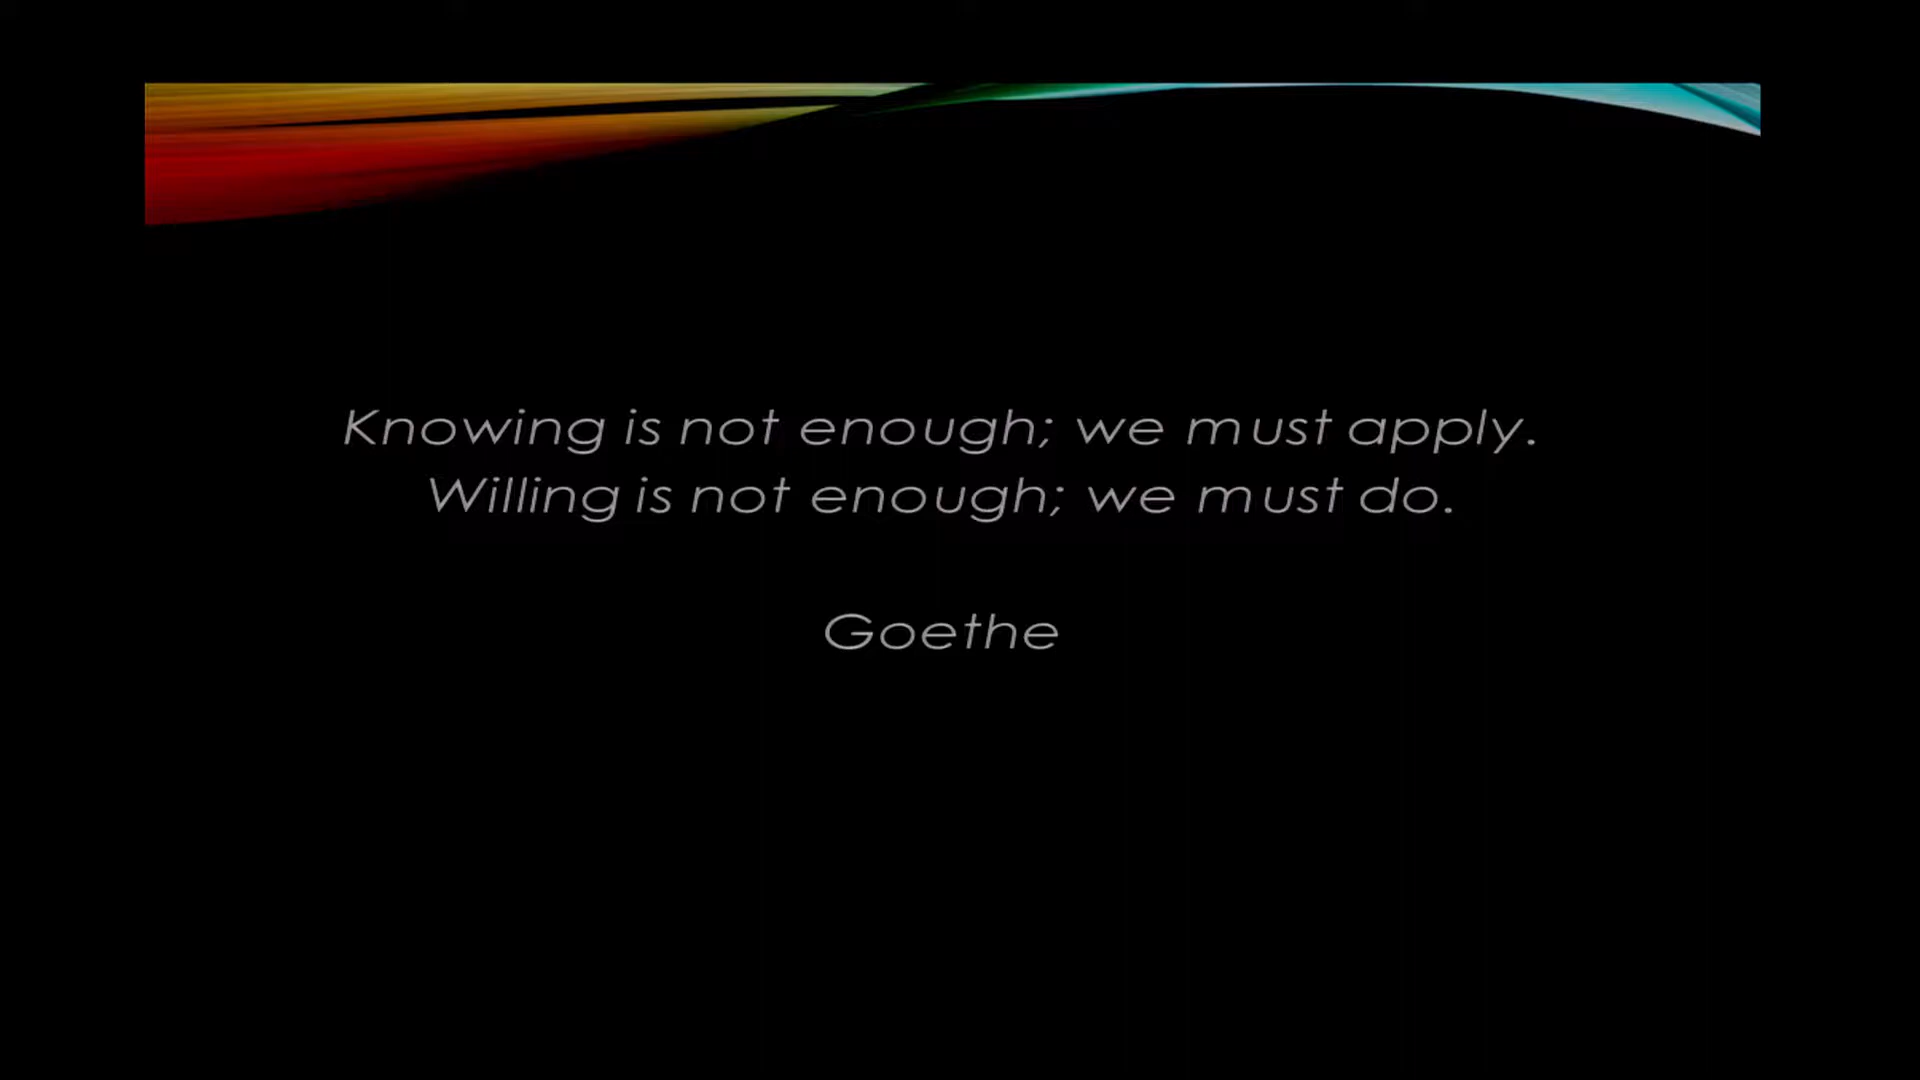 Knowing is not enough; we must apply.
Willing is not enough; we must do.
Goethe